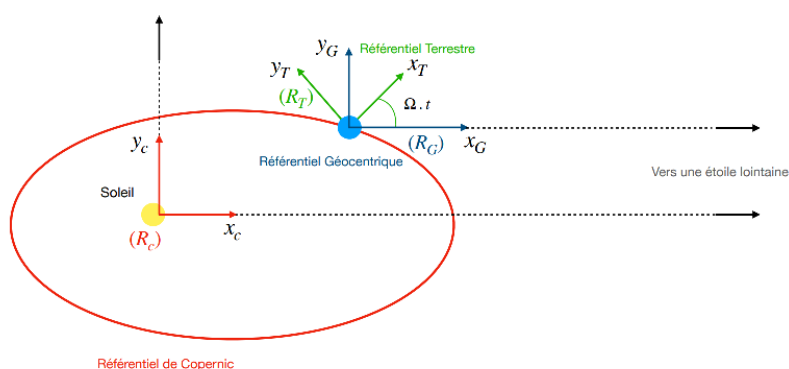 y_G
Référentiel Terrestre
y_T
x_T
(R_T)
Ω . t
y_c
Référentiel Géocentrique
(R_G)
x_G
Vers une étoile lointaine
Soleil
(R_c)
x_c
Référentiel de Copernic